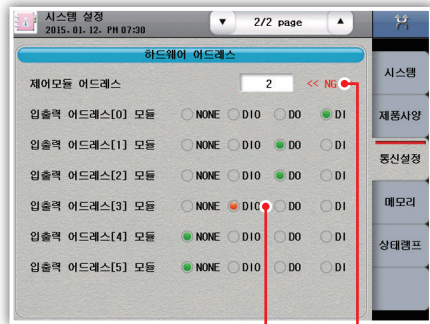 시스템 설정
2015. 01. 12. PM 07:30
▼ 2/2 page ▲
하드웨어 어드레스
제어모듈 어드레스 2 << NG
입출력 어드레스[0] 모듈 NONE DIO DO DI
입출력 어드레스[1] 모듈 NONE DIO DO DI
입출력 어드레스[2] 모듈 NONE DIO DO DI
입출력 어드레스[3] 모듈 NONE DIO DO DI
입출력 어드레스[4] 모듈 NONE DIO DO DI
입출력 어드레스[5] 모듈 NONE DIO DO DI
시스템
제품사양
통신설정
메모리
상태램프